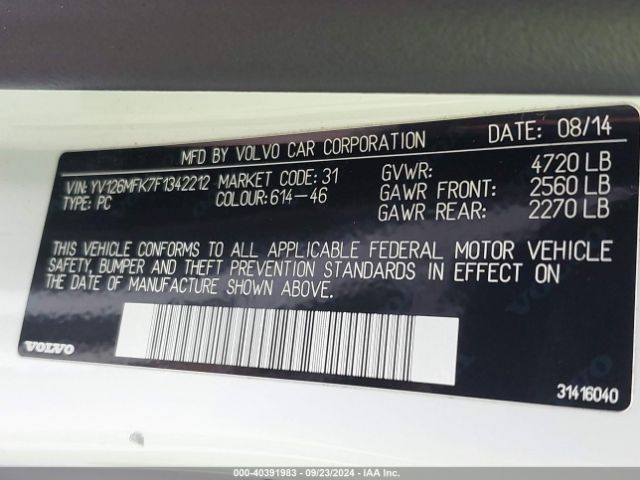 MFD BY VOLVO CAR CORPORATION DATE: 08/14
VIN: YV126MFK7F1342212 MARKET CODE: 31 GVWR: 4720 LB
TYPE: PC COLOUR: 614-46 GAWR FRONT: 2560 LB
GAWR REAR: 2270 LB
THIS VEHICLE CONFORMS TO ALL APPLICABLE FEDERAL MOTOR VEHICLE
SAFETY, BUMPER AND THEFT PREVENTION STANDARDS IN EFFECT ON
THE DATE OF MANUFACTURE SHOWN ABOVE.
VOLVO
31416040
000-40391983 - 09/23/2024 - IAA Inc.